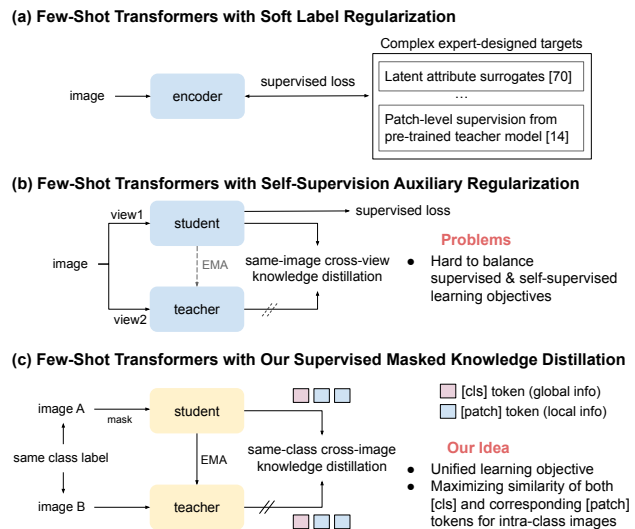 (a) Few-Shot Transformers with Soft Label Regularization
Complex expert-designed targets
image
encoder
supervised loss
Latent attribute surrogates [70]
...
Patch-level supervision from
pre-trained teacher model [14]
(b) Few-Shot Transformers with Self-Supervision Auxiliary Regularization
view1
student
supervised loss
image
EMA
same-image cross-view
knowledge distillation
view2
teacher
Problems
● Hard to balance
supervised & self-supervised
learning objectives
(c) Few-Shot Transformers with Our Supervised Masked Knowledge Distillation
image A
mask
student
[cls] token (global info)
[patch] token (local info)
same class label
EMA
same-class cross-image
knowledge distillation
image B
teacher
Our Idea
● Unified learning objective
● Maximizing similarity of both
[cls] and corresponding [patch]
tokens for intra-class images